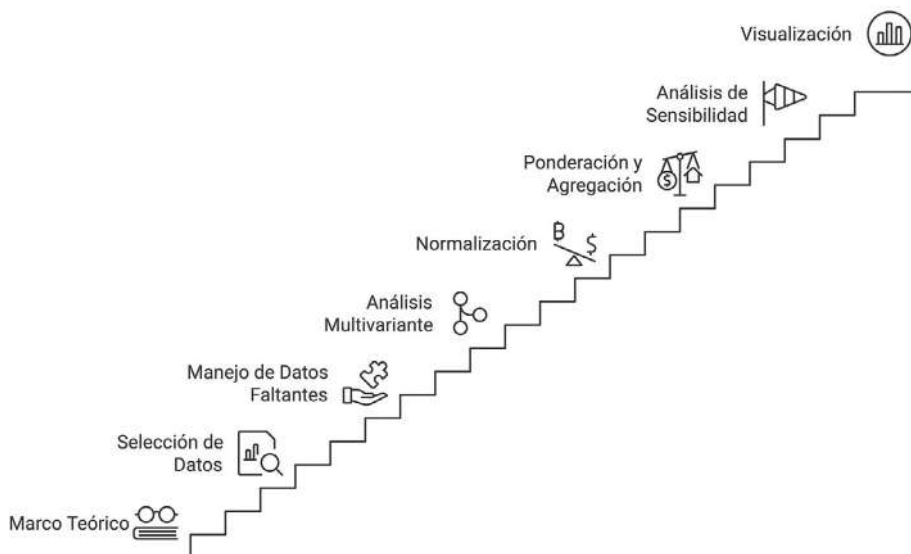 Visualización
Análisis de
Sensibilidad
Ponderación y
Agregación
Normalización
Análisis
Multivariante
Manejo de Datos
Faltantes
Selección de
Datos
Marco Teórico